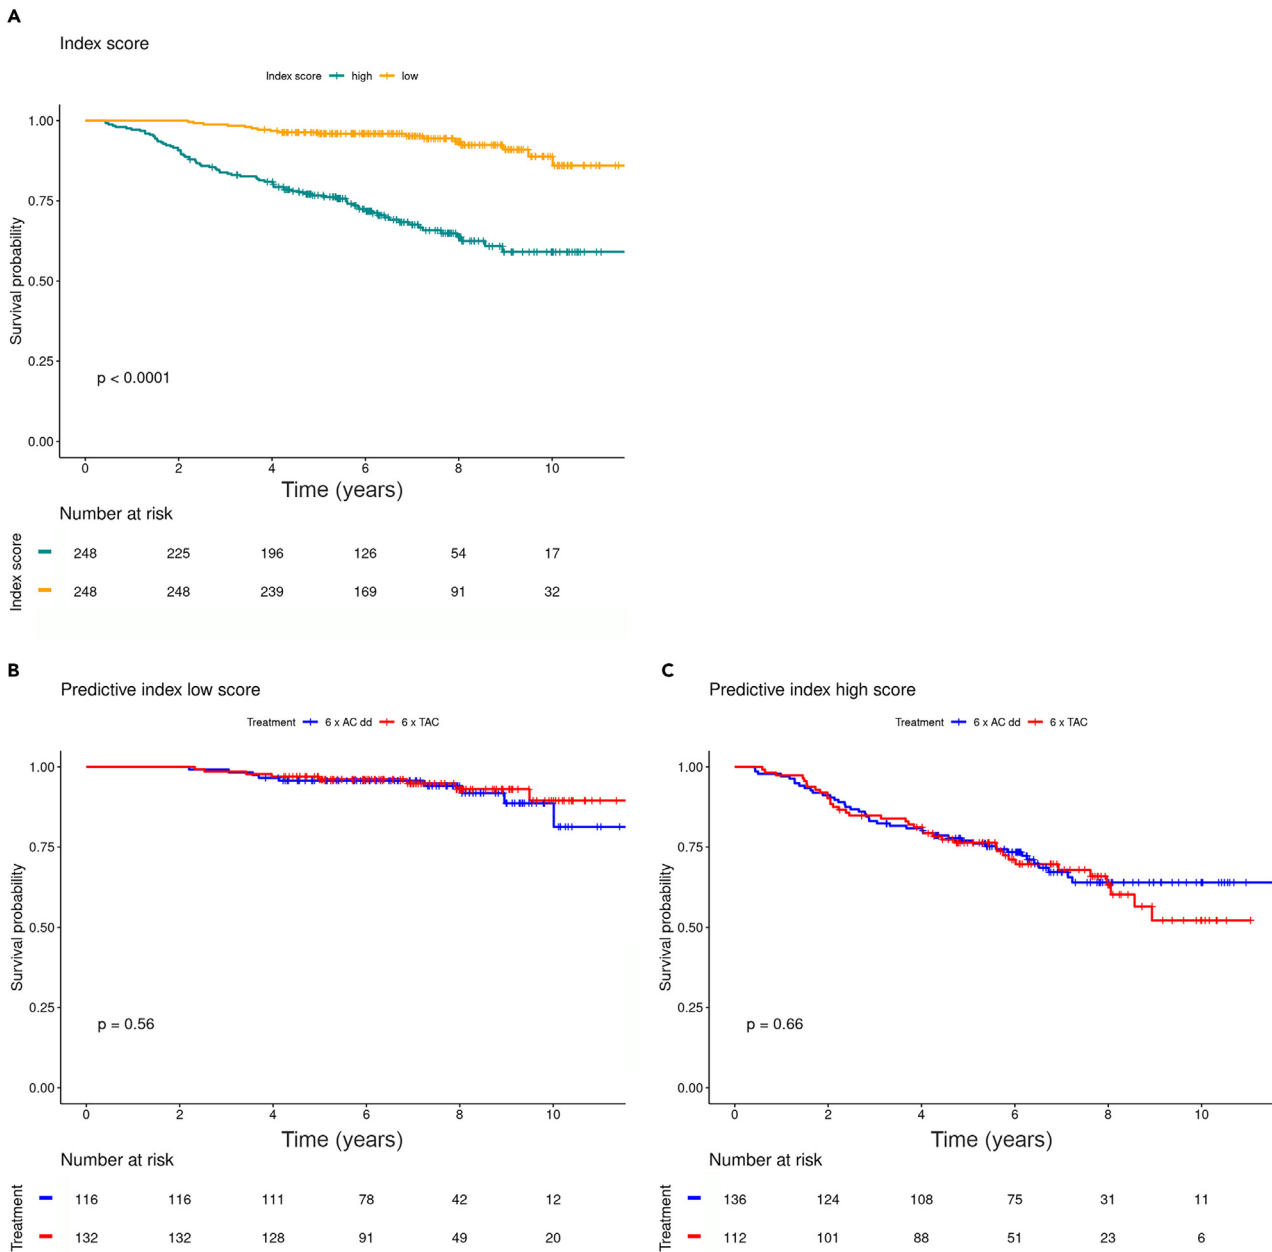 A
Index score
Index score high low
1.00
0.75
0.50
0.25
0.00
Survival probability
p < 0.0001
0 2 4 6 8 10
Time (years)
Number at risk
Index score
248 225 196 126 54 17
248 248 239 169 91 32
B
Predictive index low score
Treatment 6 x AC dd 6 x TAC
1.00
0.75
0.50
0.25
0.00
Survival probability
p = 0.56
0 2 4 6 8 10
Time (years)
Number at risk
Treatment
116 116 111 78 42 12
132 132 128 91 49 20
C
Predictive index high score
Treatment 6 x AC dd 6 x TAC
1.00
0.75
0.50
0.25
0.00
Survival probability
p = 0.66
0 2 4 6 8 10
Time (years)
Number at risk
Treatment
136 124 108 75 31 11
112 101 88 51 23 6